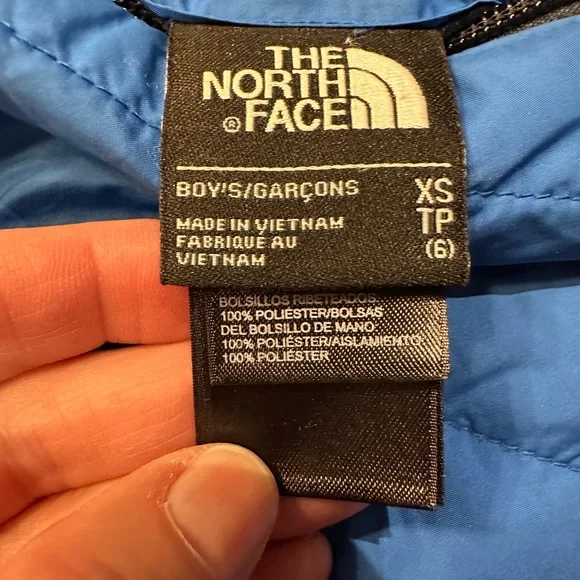 THE
NORTH
FACE
®
BOY'S/GARÇONS
XS
TP
(6)
MADE IN VIETNAM
FABRIQUÉ AU
VIETNAM
BOLSILLOS RIBETEADOS:
100% POLIÉSTER/BOLSAS
DEL BOLSILLO DE MANO:
100% POLIÉSTER/AISLAMIENTO:
100% POLIÉSTER